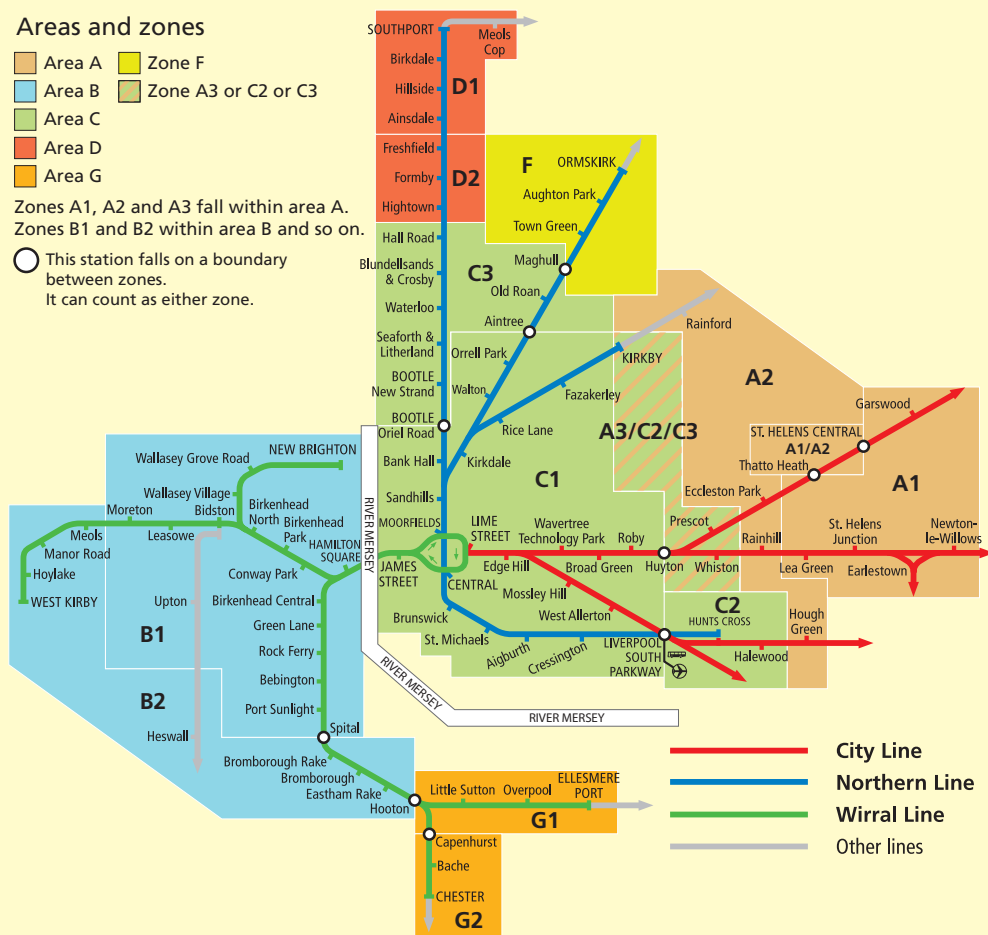 Areas and zones
Area A
Zone F
Area B
Zone A3 or C2 or C3
Area C
Area D
Area G
Zones A1, A2 and A3 fall within area A.
Zones B1 and B2 within area B and so on.
This station falls on a boundary
between zones.
It can count as either zone.
SOUTHPORT
Meols
Cop
Birkdale
Hillside
D1
Ainsdale
Freshfield
Formby
D2
Hightown
F
ORMSKIRK
Aughton Park
Town Green
Maghull
Hall Road
Blundellsands
& Crosby
C3
Old Roan
Waterloo
Aintree
Seaforth &
Litherland
Orrell Park
BOOTLE
New Strand
Walton
BOOTLE
Oriel Road
Rainford
KIRKBY
Fazakerley
Rice Lane
A3/C2/C3
A2
Garswood
ST. HELENS CENTRAL
A1/A2
Thatto Heath
A1
Eccleston Park
Bank Hall
Kirkdale
C1
Sandhills
MOORFIELDS
Prescot
LIME
STREET
Wavertree
Technology Park
Roby
Rainhill
St. Helens
Junction
Newton-
le-Willows
Edge Hill
Broad Green
Huyton
Whiston
Lea Green
Earlestown
NEW BRIGHTON
Wallasey Grove Road
Wallasey Village
Moreton
Bidston
Birkenhead
North
Birkenhead
Park
Meols
Leasowe
HAMILTON
SQUARE
RIVER MERSEY
JAMES
STREET
CENTRAL
Manor Road
Hoylake
Conway Park
WEST KIRBY
Upton
Birkenhead Central
Mossley Hill
West Allerton
C2
HUNTS CROSS
Hough
Green
B1
Green Lane
Brunswick
St. Michaels
Aigburth
Cressington
LIVERPOOL
SOUTH
PARKWAY
Halewood
Rock Ferry
Bebington
RIVER MERSEY
B2
Port Sunlight
RIVER MERSEY
Heswall
Spital
Bromborough Rake
Bromborough
Eastham Rake
Hooton
Little Sutton
Overpool
ELLESMERE
PORT
G1
Capenhurst
Bache
CHESTER
G2
City Line
Northern Line
Wirral Line
Other lines